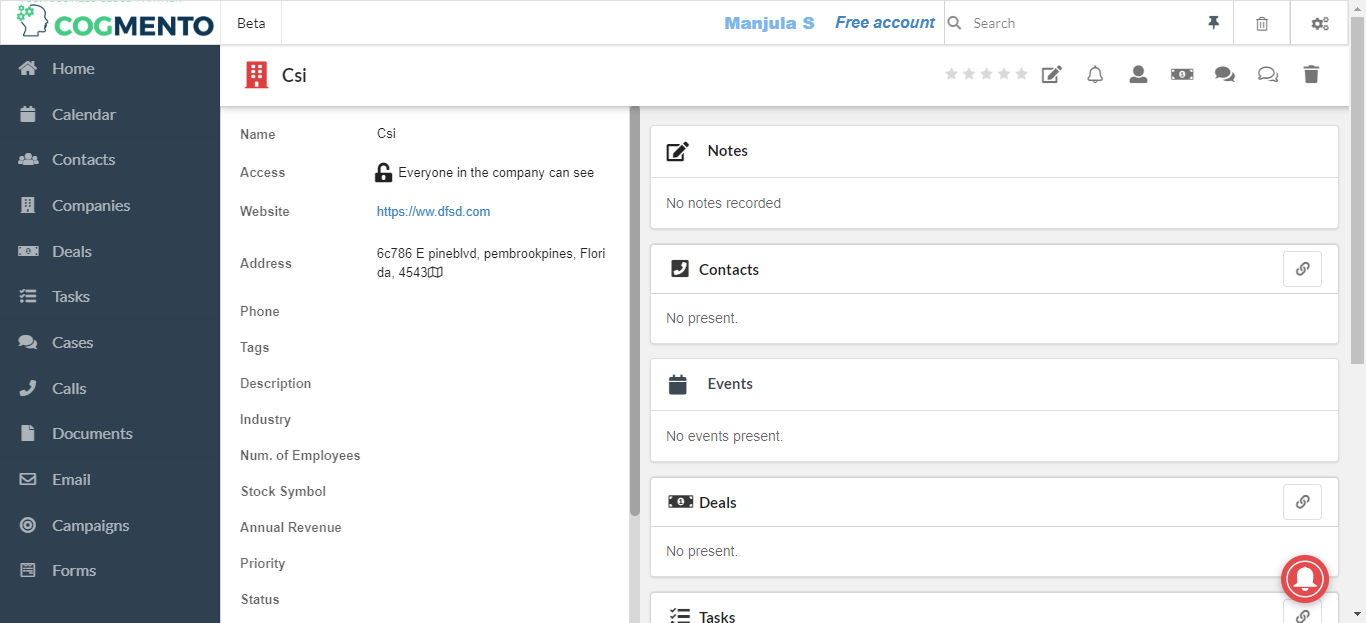 COGMENTO
Beta
Manjula S
Free account
Search
Home
Calendar
Contacts
Companies
Deals
Tasks
Cases
Calls
Documents
Email
Campaigns
Forms
Csi
Name Csi
Access Everyone in the company can see
Website https://ww.dfsd.com
Address 6c786 E pineblvd, pembrookpines, Flori
da, 4543
Phone
Tags
Description
Industry
Num. of Employees
Stock Symbol
Annual Revenue
Priority
Status
Notes
No notes recorded
Contacts
No present.
Events
No events present.
Deals
No present.
Tasks